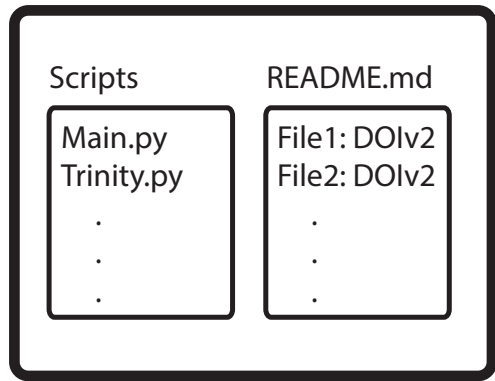 Scripts
Main.py
Trinity.py
.
.
.
README.md
File1: DOIv2
File2: DOIv2
.
.
.